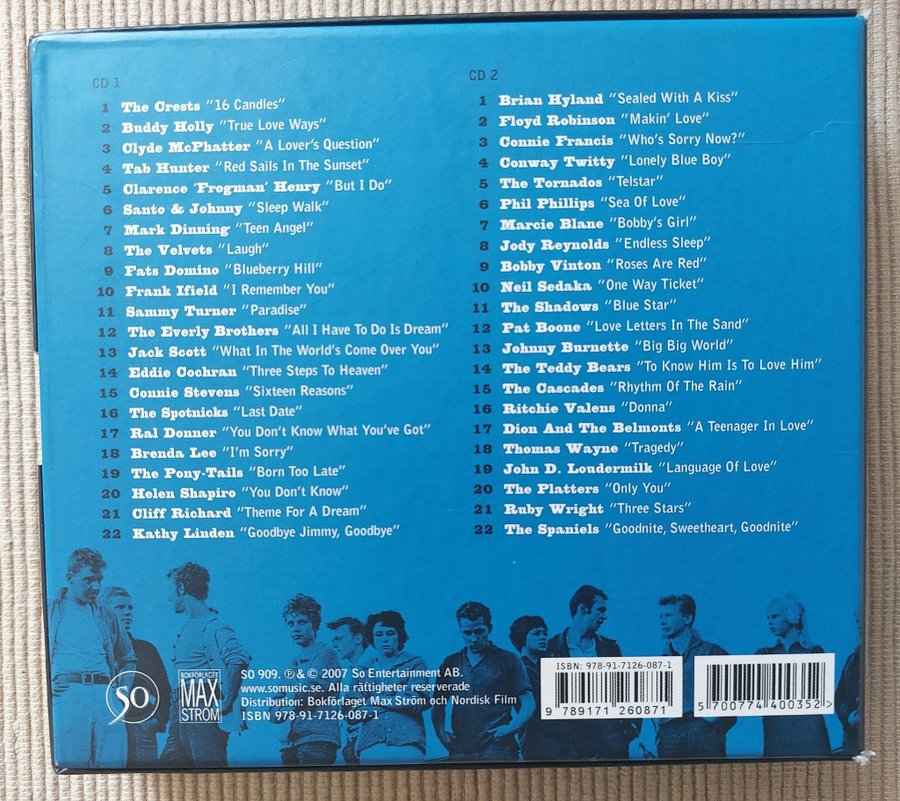 CD 1
1 The Crests "16 Candles"
2 Buddy Holly "True Love Ways"
3 Clyde McPhatter "A Lover's Question"
4 Tab Hunter "Red Sails In The Sunset"
5 Clarence 'Frogman' Henry "But I Do"
6 Santo & Johnny "Sleep Walk"
7 Mark Dinning "Teen Angel"
8 The Velvets "Laugh"
9 Fats Domino "Blueberry Hill"
10 Frank Ifield "I Remember You"
11 Sammy Turner "Paradise"
12 The Everly Brothers "All I Have To Do Is Dream"
13 Jack Scott "What In The World's Come Over You"
14 Eddie Cochran "Three Steps To Heaven"
15 Connie Stevens "Sixteen Reasons"
16 The Spotnicks "Last Date"
17 Ral Donner "You Don't Know What You've Got"
18 Brenda Lee "I'm Sorry"
19 The Pony-Tails "Born Too Late"
20 Helen Shapiro "You Don't Know"
21 Cliff Richard "Theme For A Dream"
22 Kathy Linden "Goodbye Jimmy, Goodbye"
CD 2
1 Brian Hyland "Sealed With A Kiss"
2 Floyd Robinson "Makin' Love"
3 Connie Francis "Who's Sorry Now?"
4 Conway Twitty "Lonely Blue Boy"
5 The Tornados "Telstar"
6 Phil Phillips "Sea Of Love"
7 Marcie Blane "Bobby's Girl"
8 Jody Reynolds "Endless Sleep"
9 Bobby Vinton "Roses Are Red"
10 Neil Sedaka "One Way Ticket"
11 The Shadows "Blue Star"
12 Pat Boone "Love Letters In The Sand"
13 Johnny Burnette "Big Big World"
14 The Teddy Bears "To Know Him Is To Love Him"
15 The Cascades "Rhythm Of The Rain"
16 Ritchie Valens "Donna"
17 Dion And The Belmonts "A Teenager In Love"
18 Thomas Wayne "Tragedy"
19 John D. Loudermilk "Language Of Love"
20 The Platters "Only You"
21 Ruby Wright "Three Stars"
22 The Spaniels "Goodnite, Sweetheart, Goodnite"
SO
BOKFÖRLAGET
MAX
STRÖM
SO 909. ℗ & © 2007 So Entertainment AB.
www.somusic.se. Alla rättigheter reserverade
Distribution: Bokförlaget Max Ström och Nordisk Film
ISBN 978-91-7126-087-1
ISBN: 978-91-7126-087-1
9 789171 260871
5 700774 400352 >